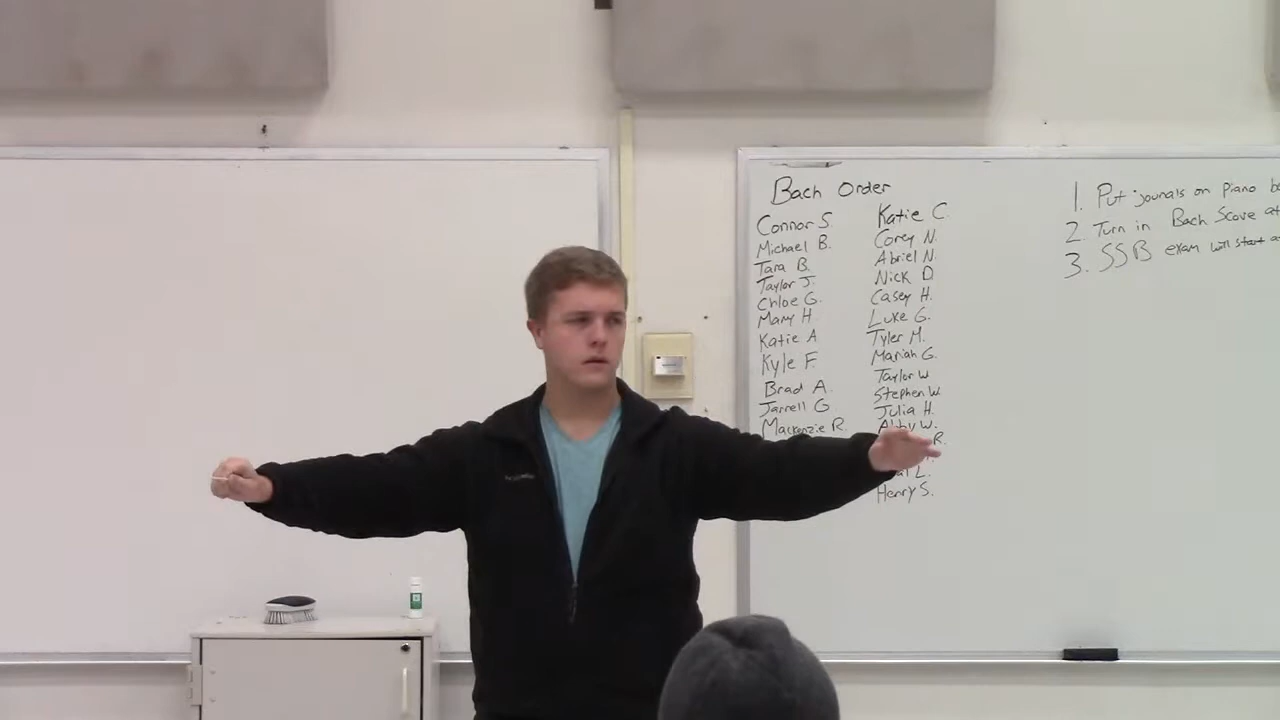 Bach Order
Connor S.
Michael B.
Tara B.
Taylor J.
Chloe G.
Mary H
Katie A
Kyle F.
Brad A.
Jarrell G
Mackenzie R.
Katie C.
Corey N.
Abriel N.
Nick D.
Casey H.
Luke G.
Tyler M.
Mariah G.
Taylor W
Stephen W.
Julia H.
Abby W.
R.
L.
Henry S.
1. Put jounals on piano
2. Turn in Bach Score
3. SSB exam will start